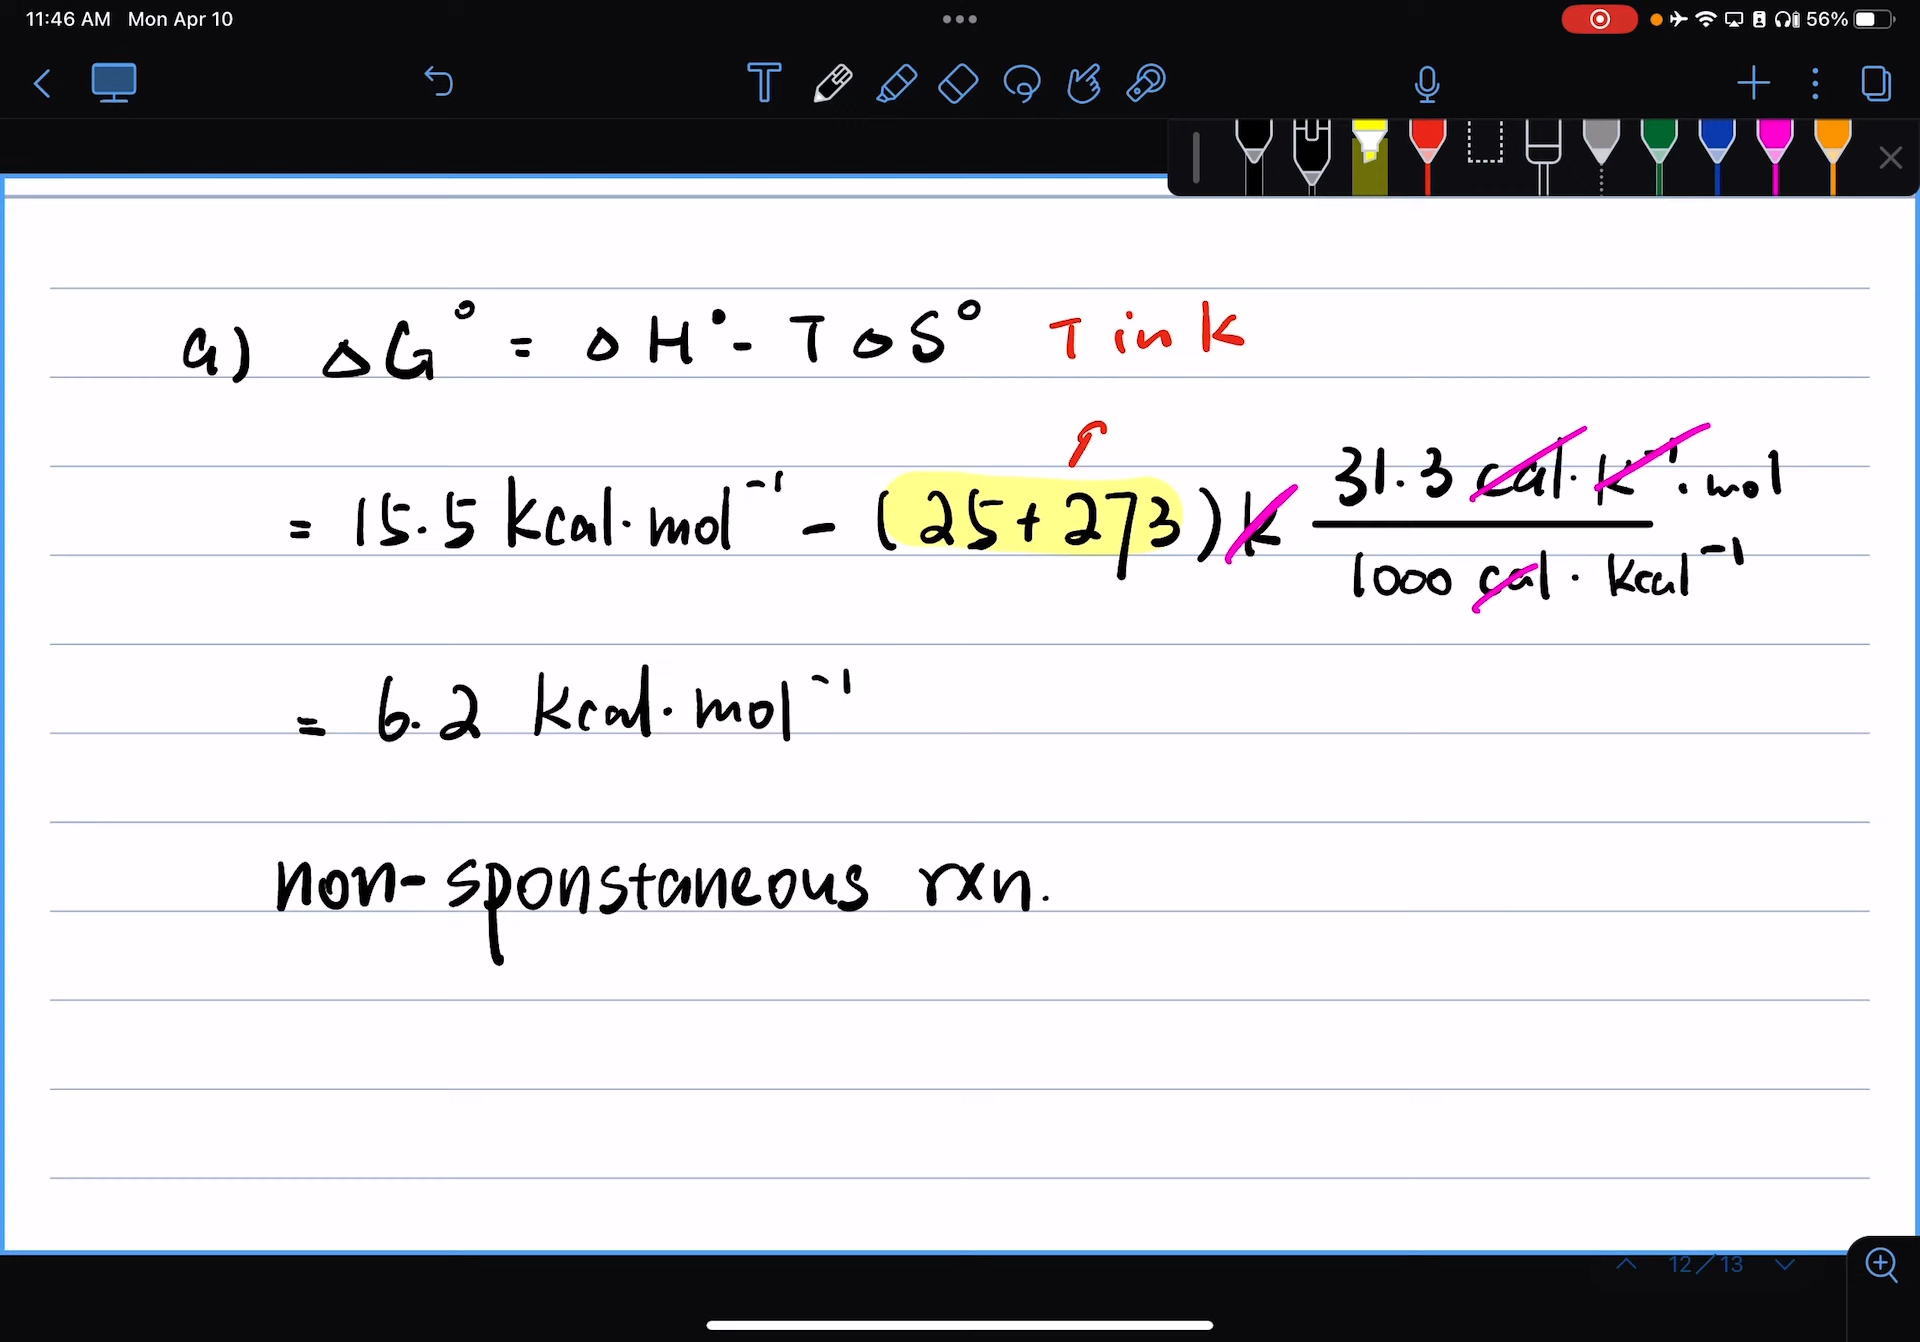 11:46 AM Mon Apr 10
56%
a) ΔG° = ΔH° - TΔS° T in K
= 15.5 kcal·mol⁻¹ - (25+273)K 31.3 cal·K⁻¹·mol
1000 cal·kcal⁻¹
= 6.2 kcal·mol⁻¹
non-sponstaneous rxn.
12/13